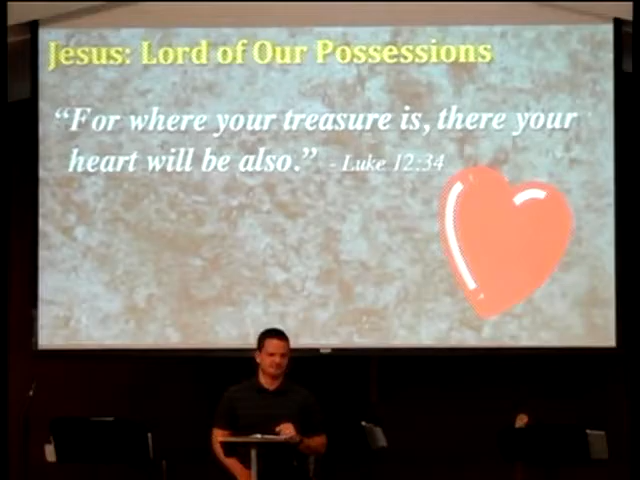 Jesus: Lord of Our Possessions
“For where your treasure is, there your
heart will be also.” - Luke 12:34